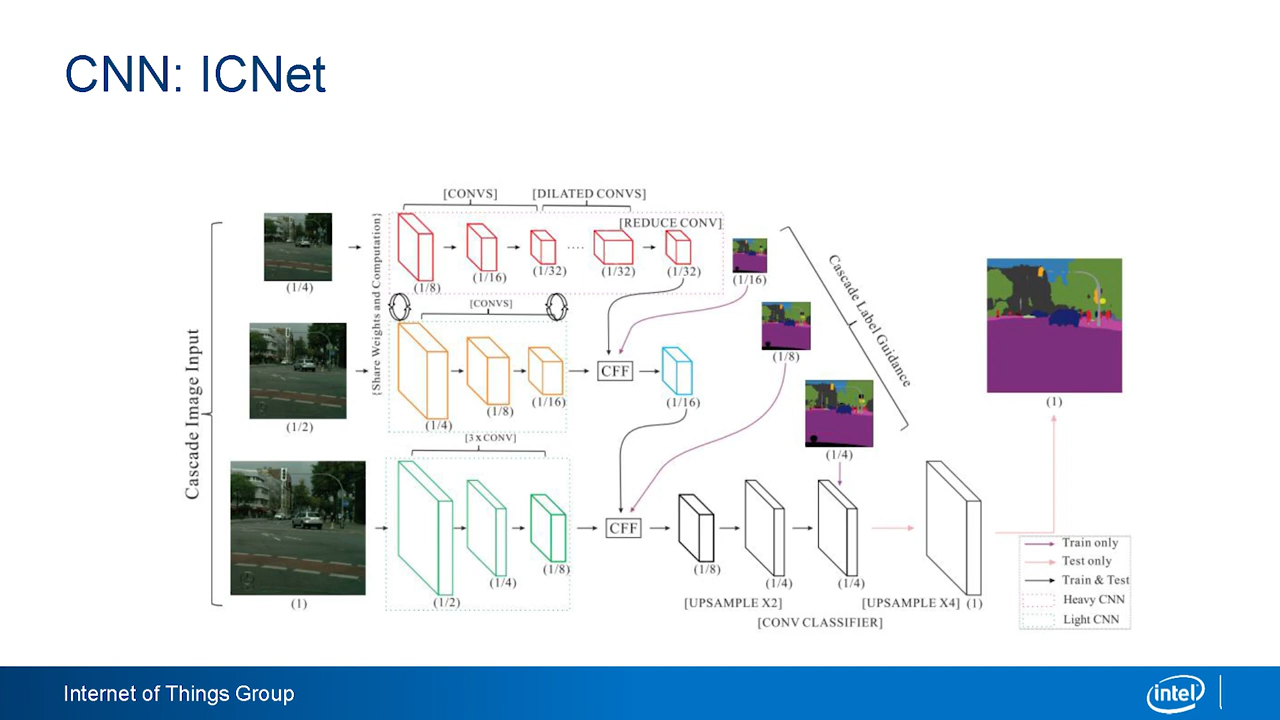 CNN: ICNet
[CONVS]
[DILATED CONVS]
[REDUCE CONV]
(1/4)
(1/8)
(1/16)
(1/32)
(1/32)
(1/32)
(1/16)
{Share Weights and Computation}
Cascade Image Input
Cascade Label Guidance
[CONVS]
(1/2)
(1/4)
(1/8)
(1/16)
CFF
(1/16)
(1/8)
(1)
[3 x CONV]
(1)
(1/2)
(1/4)
(1/8)
CFF
(1/8)
(1/4)
(1/4)
(1/4)
(1)
[UPSAMPLE X2]
[UPSAMPLE X4]
[CONV CLASSIFIER]
Train only
Test only
Train & Test
Heavy CNN
Light CNN
Internet of Things Group
intel